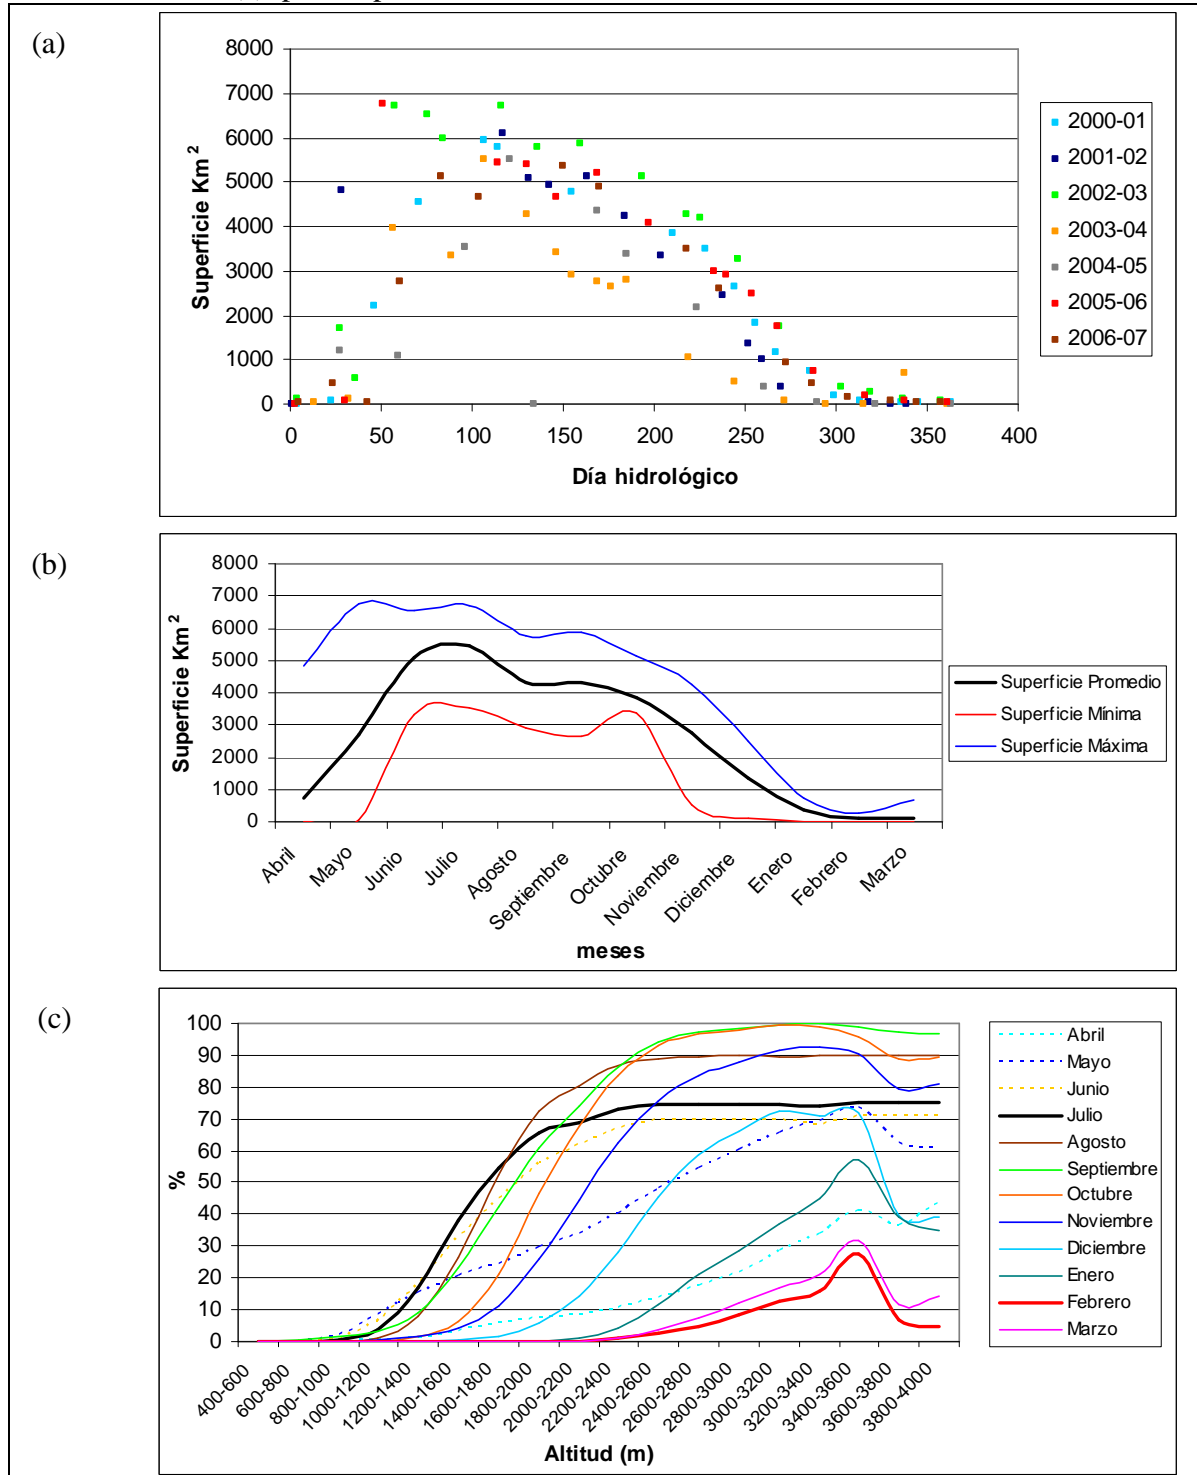 (a)
8000
7000
6000
5000
4000
3000
2000
1000
0
Superficie Km²
0 50 100 150 200 250 300 350 400
Día hidrológico
2000-01
2001-02
2002-03
2003-04
2004-05
2005-06
2006-07
(b)
8000
7000
6000
5000
4000
3000
2000
1000
0
Superficie Km²
Abril Mayo Junio Julio Agosto Septiembre Octubre Noviembre Diciembre Enero Febrero Marzo
meses
Superficie Promedio
Superficie Mínima
Superficie Máxima
(c)
100
90
80
70
60
50
40
30
20
10
0
%
400-600 600-800 800-1000 1000-1200 1200-1400 1400-1600 1600-1800 1800-2000 2000-2200 2200-2400 2400-2600 2600-2800 2800-3000 3000-3200 3200-3400 3400-3600 3600-3800 3800-4000
Altitud (m)
Abril
Mayo
Junio
Julio
Agosto
Septiembre
Octubre
Noviembre
Diciembre
Enero
Febrero
Marzo